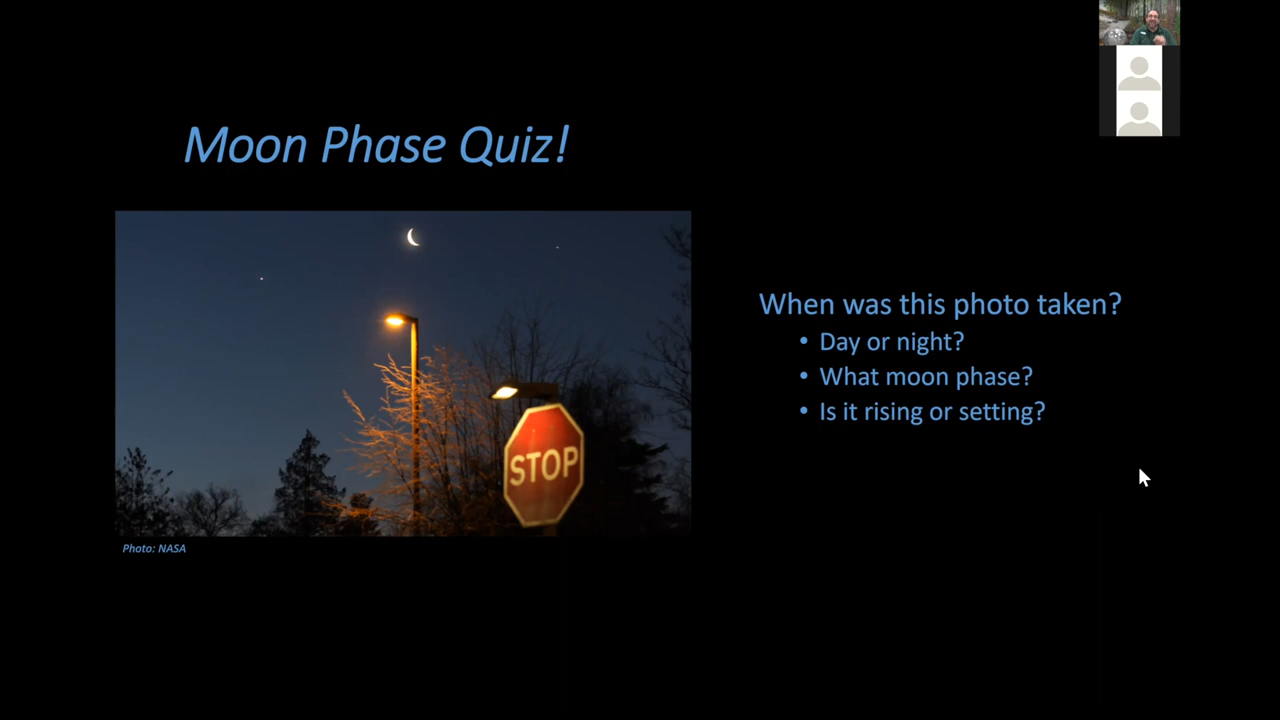 Moon Phase Quiz!
STOP
When was this photo taken?
• Day or night?
• What moon phase?
• Is it rising or setting?
Photo: NASA